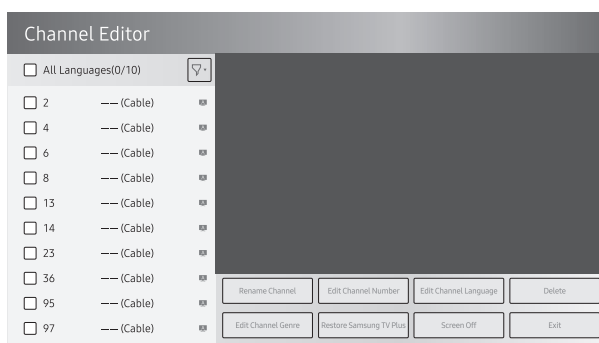 Channel Editor
All Languages(0/10)
2 —— (Cable)
4 —— (Cable)
6 —— (Cable)
8 —— (Cable)
13 —— (Cable)
14 —— (Cable)
23 —— (Cable)
36 —— (Cable)
95 —— (Cable)
97 —— (Cable)
Rename Channel Edit Channel Number Edit Channel Language Delete
Edit Channel Genre Restore Samsung TV Plus Screen Off Exit